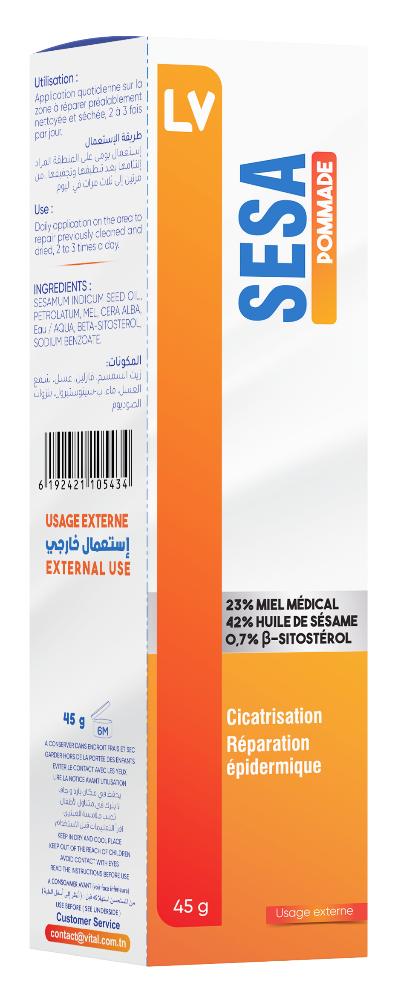 Utilisation :
Application quotidienne sur la
zone à réparer préalablement
nettoyée et séchée, 2 à 3 fois
par jour.
طريقة الإستعمال
إستعمال يومي على المنطقة المراد
إلتئامها بعد تنظيفها وتجفيفها . من
مرتين إلى ثلاث مرات في اليوم
Use :
Daily application on the area to
repair previously cleaned and
dried, 2 to 3 times a day.
INGREDIENTS :
SESAMUM INDICUM SEED OIL,
PETROLATUM, MEL, CERA ALBA,
Eau / AQUA, BETA-SITOSTEROL,
SODIUM BENZOATE.
المكونات:
زيت السمسم، فازلين، عسل، شمع
العسل، ماء، ب-سيتوستيرول، بنزوات
الصوديوم
6 192421 105434
USAGE EXTERNE
إستعمال خارجي
EXTERNAL USE
45 g
6M
A CONSERVER DANS ENDROIT FRAIS ET SEC
GARDER HORS DE LA PORTÉE DES ENFANTS
EVITER LE CONTACT AVEC LES YEUX
LIRE LA NOTICE AVANT UTILISATION
يحفظ في مكان بارد و جاف
لا يترك في متناول الأطفال
تجنب ملامسة العينين
اقرأ التعليمات قبل الاستخدام
KEEP IN DRY AND COOL PLACE
KEEP OUT OF THE REACH OF CHILDREN
AVOID CONTACT WITH EYES
READ THE INSTRUCTIONS BEFORE USE
A CONSOMMER AVANT (voir face inférieure)
من المستحسن استهلاكه قبل : ( أنظر إلى أسفل العلبة )
USE BEFORE ( SEE UNDERSIDE )
Customer Service
contact@vital.com.tn
LV
SESA
POMMADE
23% MIEL MÉDICAL
42% HUILE DE SÉSAME
0,7% β-SITOSTÉROL
Cicatrisation
Réparation
épidermique
45 g
Usage externe